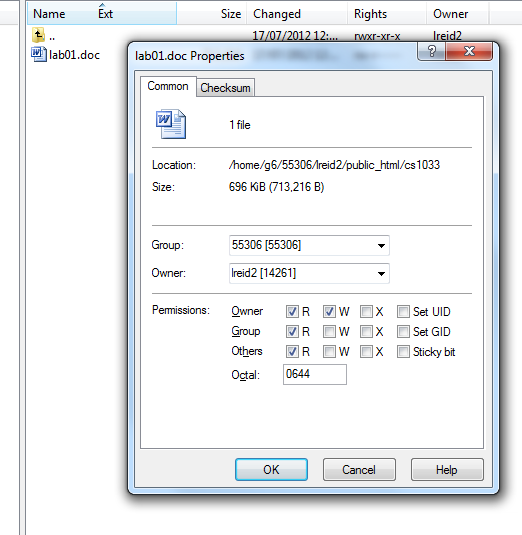 Name Ext Size Changed Rights Owner
.. 17/07/2012 12:... rwxr-xr-x lreid2
lab01.doc
lab01.doc Properties
Common Checksum
1 file
Location: /home/g6/55306/lreid2/public_html/cs1033
Size: 696 KiB (713,216 B)
Group: 55306 [55306]
Owner: lreid2 [14261]
Permissions: Owner R W X Set UID
Group R W X Set GID
Others R W X Sticky bit
Octal: 0644
OK Cancel Help